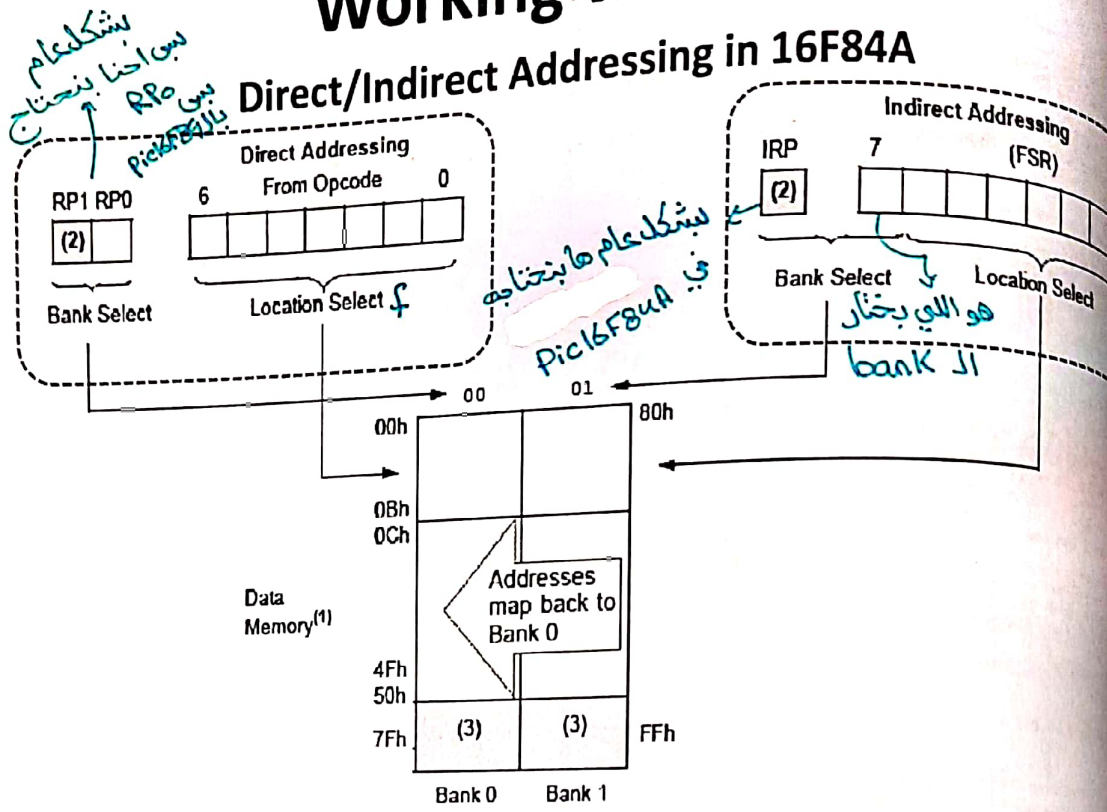 Direct/Indirect Addressing in 16F84A
بشكل عام
بس احنا بنحتاج
بس RP0
بالـ pic16F84
Direct Addressing
RP1 RP0
6
From Opcode
0
(2)
Bank Select
Location Select f
Indirect Addressing
IRP
7
(FSR)
(2)
Bank Select
Location Select
بشكل عام ما بنحتاجه
في
Pic16F84A
هو اللي بختار
الـ bank
00
01
00h
80h
0Bh
0Ch
Addresses
map back to
Bank 0
Data
Memory(1)
4Fh
50h
(3)
(3)
7Fh
FFh
Bank 0
Bank 1